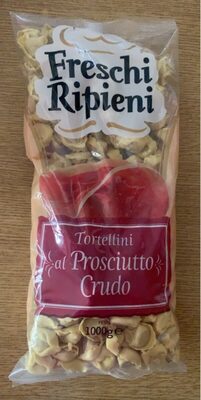 Freschi
Ripieni
Tortellini
al Prosciutto
Crudo
1000g e